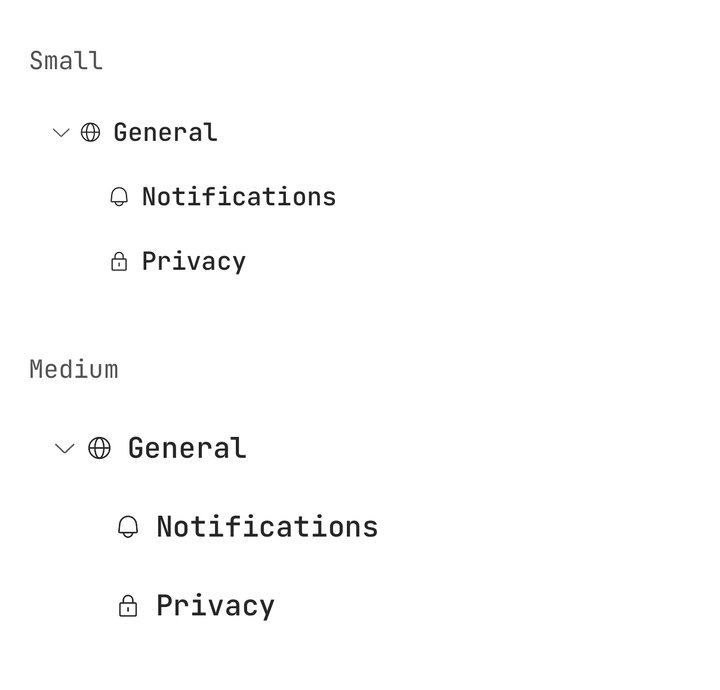 Small
General
Notifications
Privacy
Medium
General
Notifications
Privacy